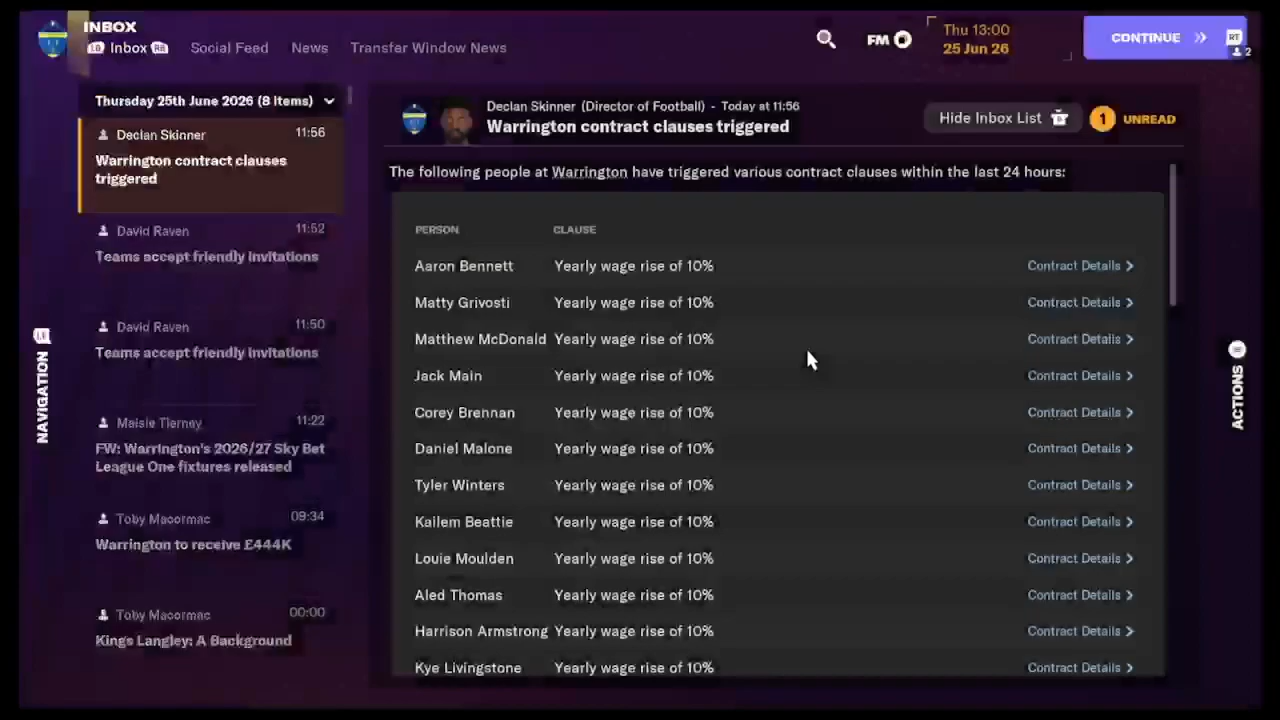 INBOX
LB Inbox RB
Social Feed
News
Transfer Window News
FM
Thu 13:00
25 Jun 26
CONTINUE
RT
2
Thursday 25th June 2026 (8 Items)
Declan Skinner
11:56
Warrington contract clauses
triggered
David Raven
11:52
Teams accept friendly invitations
David Raven
11:50
Teams accept friendly invitations
Maisie Tierney
11:22
FW: Warrington's 2026/27 Sky Bet
League One fixtures released
Toby Macormac
09:34
Warrington to receive £444K
Toby Macormac
00:00
Kings Langley: A Background
NAVIGATION
Declan Skinner (Director of Football) - Today at 11:56
Warrington contract clauses triggered
Hide Inbox List
1 UNREAD
The following people at Warrington have triggered various contract clauses within the last 24 hours:
PERSON CLAUSE
Aaron Bennett Yearly wage rise of 10% Contract Details
Matty Grivosti Yearly wage rise of 10% Contract Details
Matthew McDonald Yearly wage rise of 10% Contract Details
Jack Main Yearly wage rise of 10% Contract Details
Corey Brennan Yearly wage rise of 10% Contract Details
Daniel Malone Yearly wage rise of 10% Contract Details
Tyler Winters Yearly wage rise of 10% Contract Details
Kailem Beattie Yearly wage rise of 10% Contract Details
Louie Moulden Yearly wage rise of 10% Contract Details
Aled Thomas Yearly wage rise of 10% Contract Details
Harrison Armstrong Yearly wage rise of 10% Contract Details
Kye Livingstone Yearly wage rise of 10% Contract Details
ACTIONS